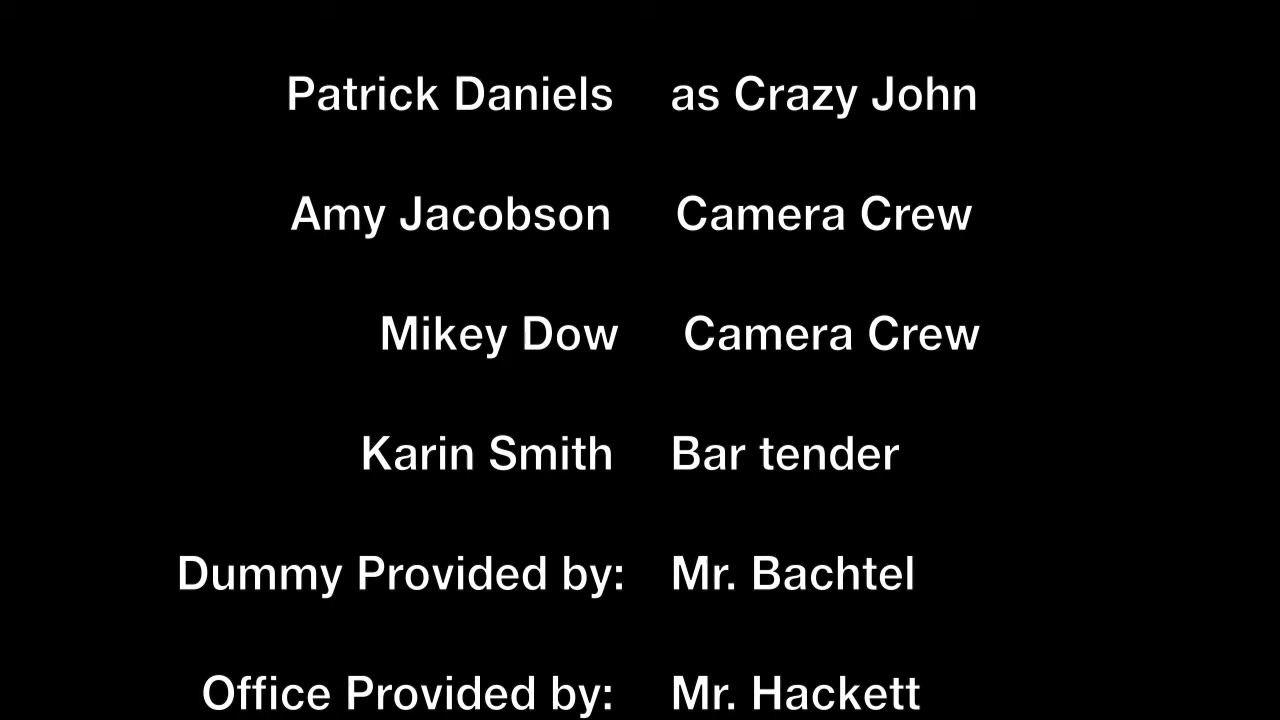 Patrick Daniels as Crazy John
Amy Jacobson Camera Crew
Mikey Dow Camera Crew
Karin Smith Bar tender
Dummy Provided by: Mr. Bachtel
Office Provided by: Mr. Hackett